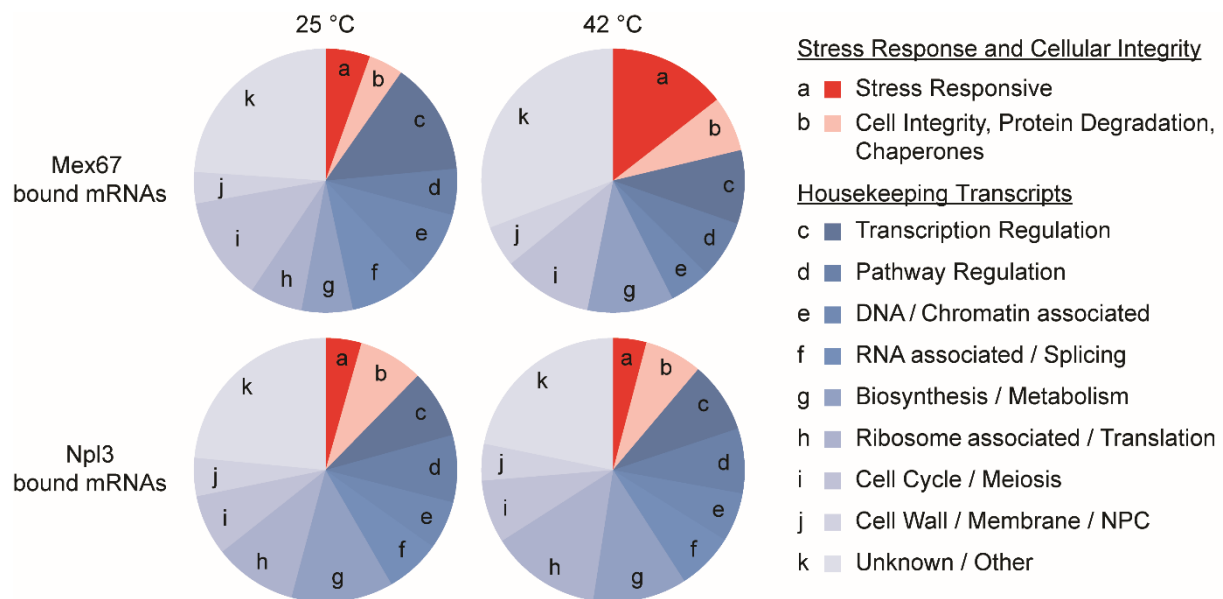 25 °C
42 °C
Mex67
bound mRNAs
a
b
c
d
e
f
g
h
i
j
k
a
b
c
d
e
g
i
j
k
Npl3
bound mRNAs
a
b
c
d
e
f
g
h
i
j
k
a
b
c
d
e
f
g
h
i
j
k
Stress Response and Cellular Integrity
a Stress Responsive
b Cell Integrity, Protein Degradation,
Chaperones
Housekeeping Transcripts
c Transcription Regulation
d Pathway Regulation
e DNA / Chromatin associated
f RNA associated / Splicing
g Biosynthesis / Metabolism
h Ribosome associated / Translation
i Cell Cycle / Meiosis
j Cell Wall / Membrane / NPC
k Unknown / Other